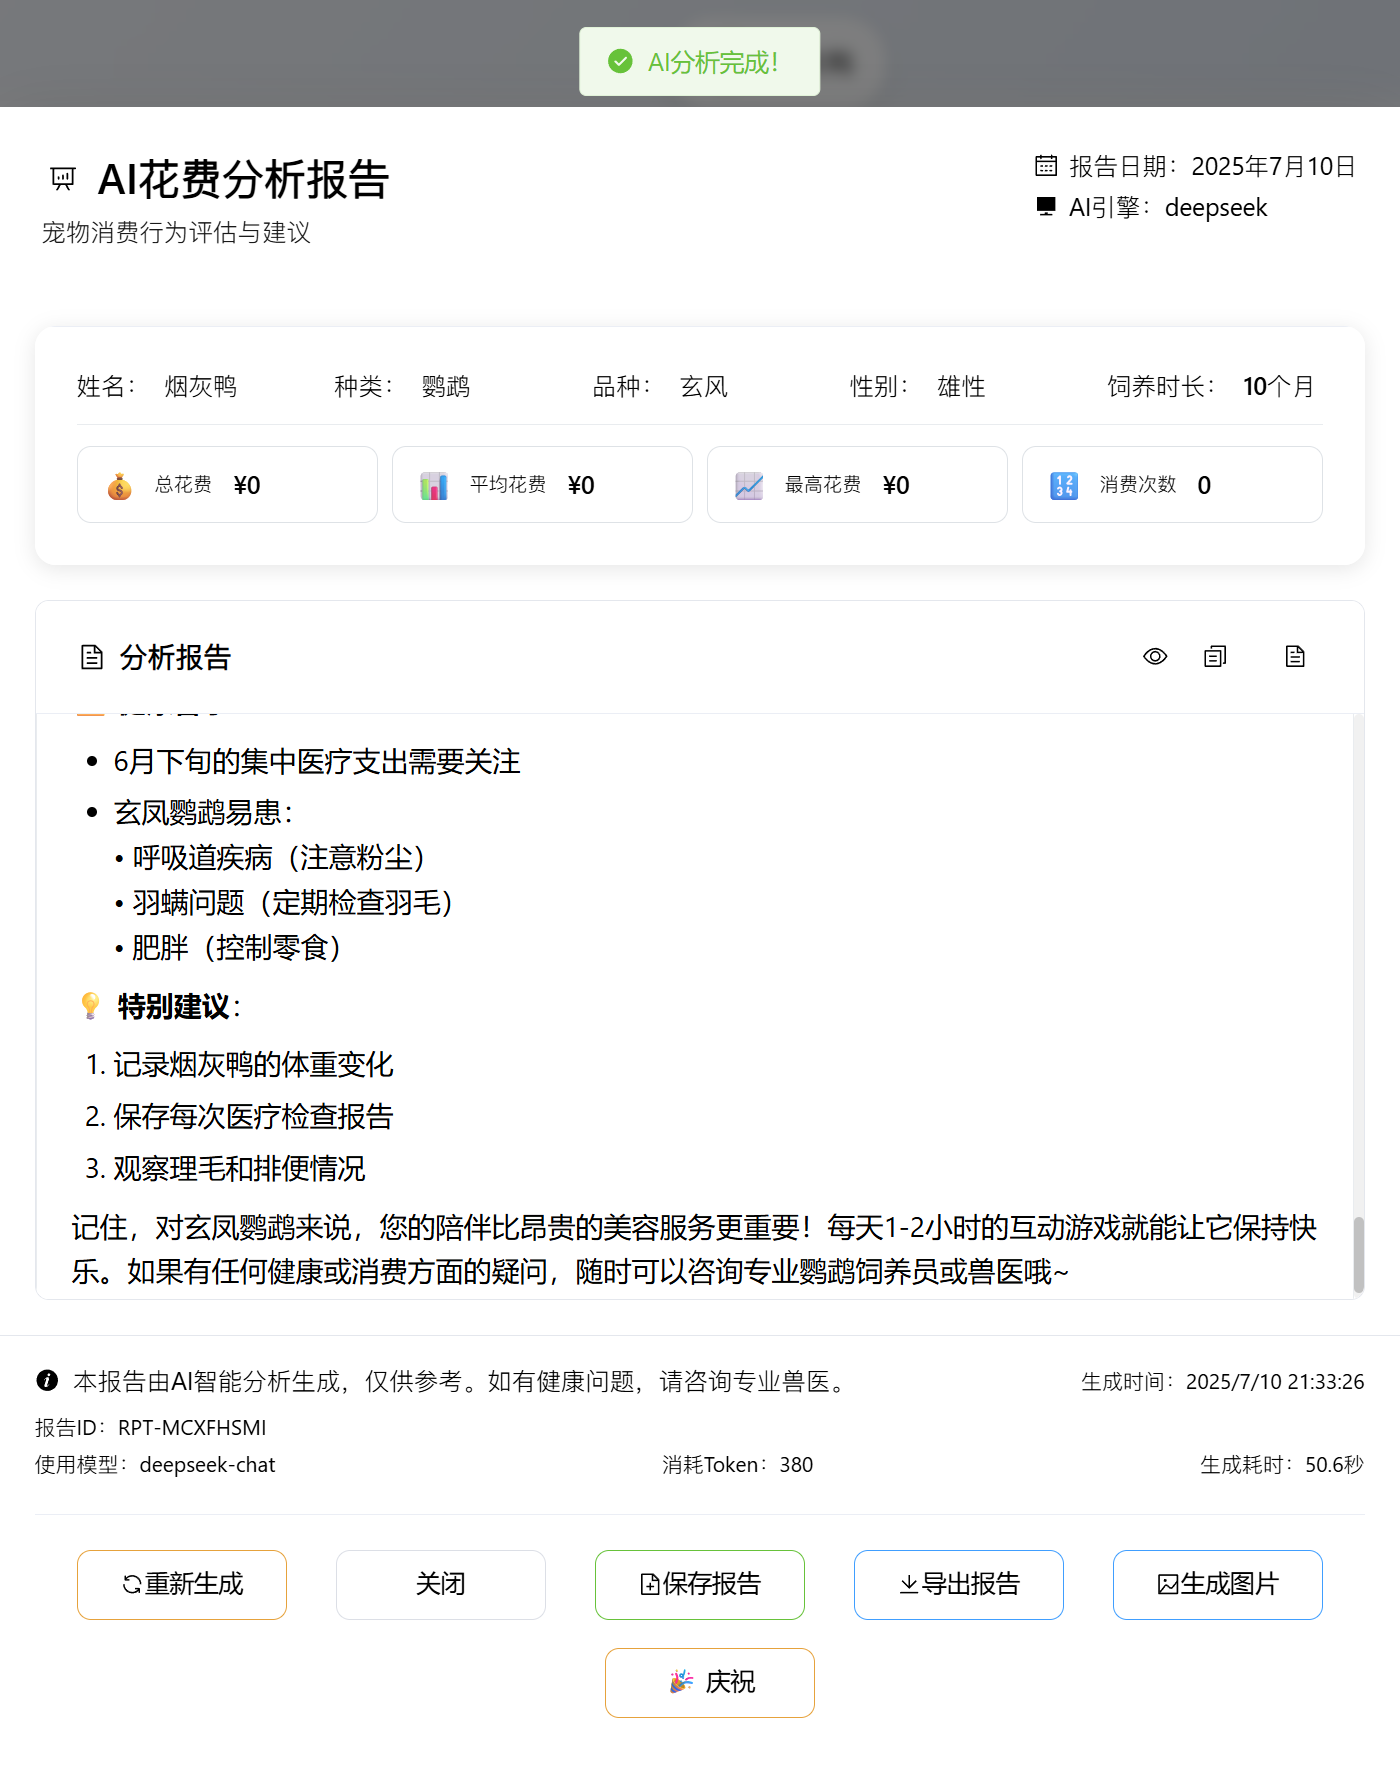 AI分析完成！
AI花费分析报告
宠物消费行为评估与建议
报告日期：2025年7月10日
AI引擎：deepseek
姓名：烟灰鸭 种类：鹦鹉 品种：玄风 性别：雄性 饲养时长：10个月
总花费 ¥0 平均花费 ¥0 最高花费 ¥0 消费次数 0
分析报告
6月下旬的集中医疗支出需要关注
玄凤鹦鹉易患：
• 呼吸道疾病（注意粉尘）
• 羽螨问题（定期检查羽毛）
• 肥胖（控制零食）
💡 特别建议：
1. 记录烟灰鸭的体重变化
2. 保存每次医疗检查报告
3. 观察理毛和排便情况
记住，对玄凤鹦鹉来说，您的陪伴比昂贵的美容服务更重要！每天1-2小时的互动游戏就能让它保持快
乐。如果有任何健康或消费方面的疑问，随时可以咨询专业鹦鹉饲养员或兽医哦~
本报告由AI智能分析生成，仅供参考。如有健康问题，请咨询专业兽医。
生成时间：2025/7/10 21:33:26
报告ID：RPT-MCXFHSMI
使用模型：deepseek-chat 消耗Token：380 生成耗时：50.6秒
重新生成 关闭 保存报告 导出报告 生成图片
🎉 庆祝